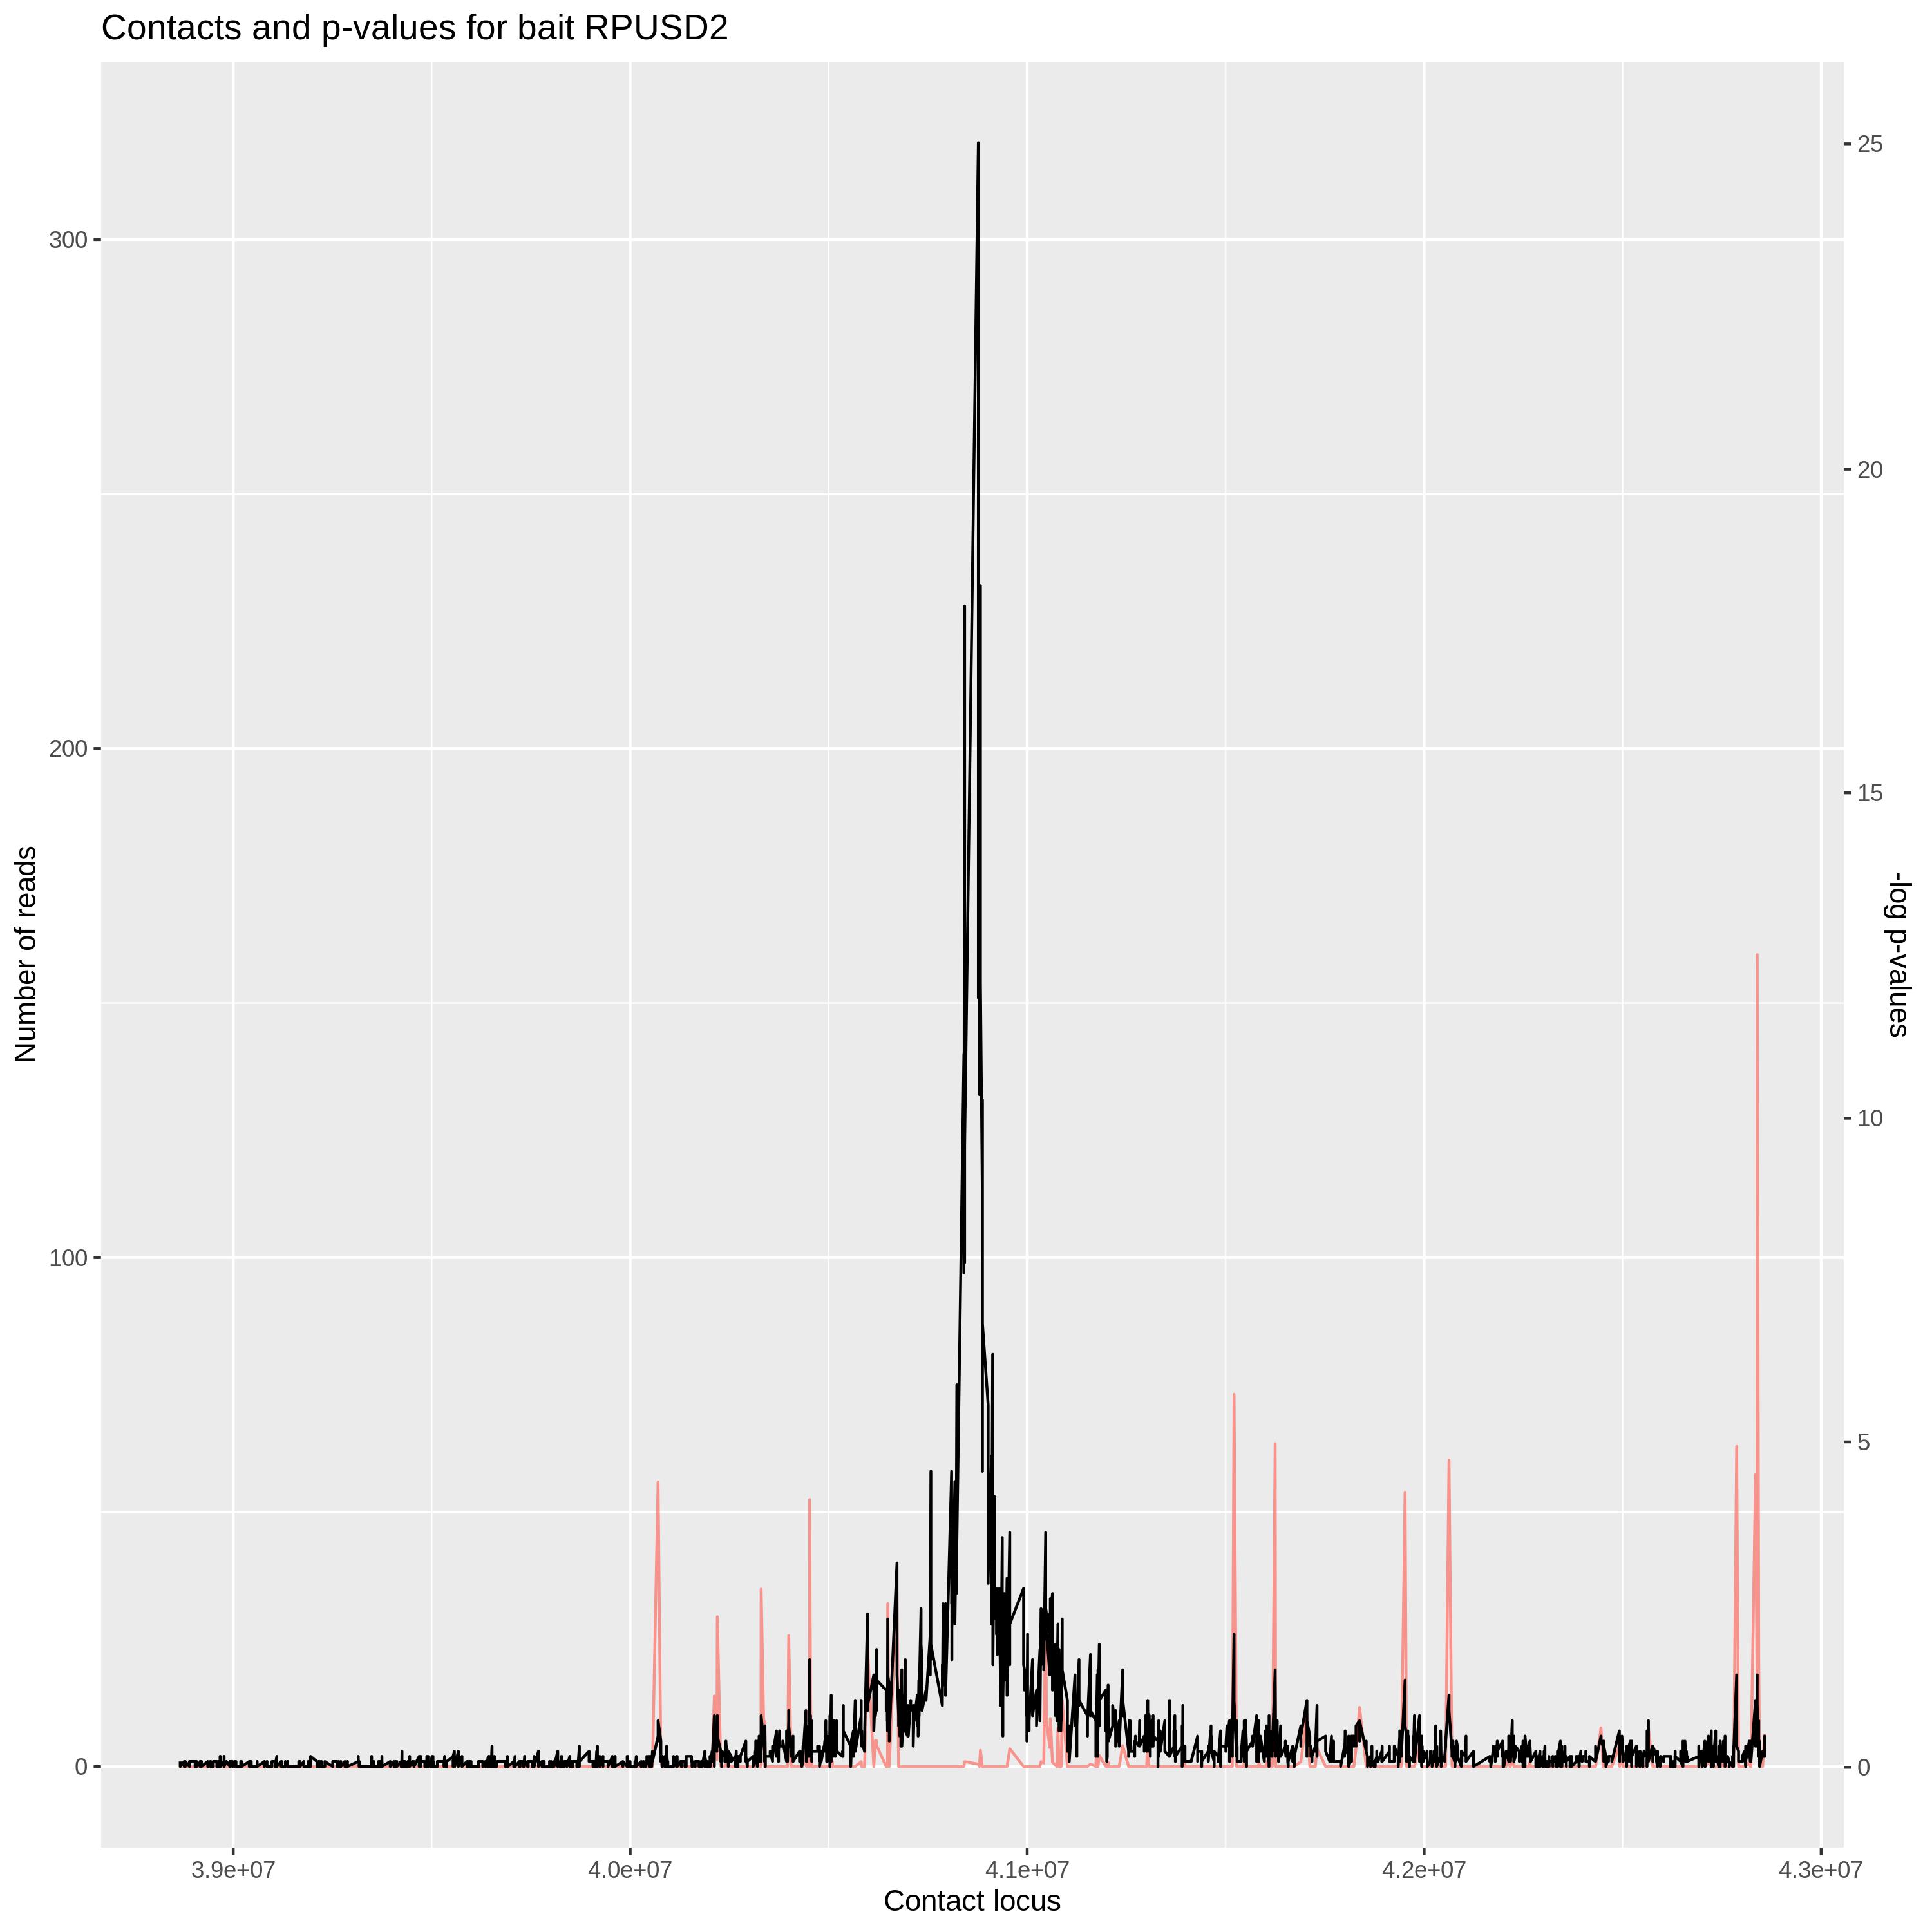 Contacts and p-values for bait RPUSD2
300
200
100
0
Number of reads
25
20
15
10
5
0
-log p-values
3.9e+07 4.0e+07 4.1e+07 4.2e+07 4.3e+07
Contact locus